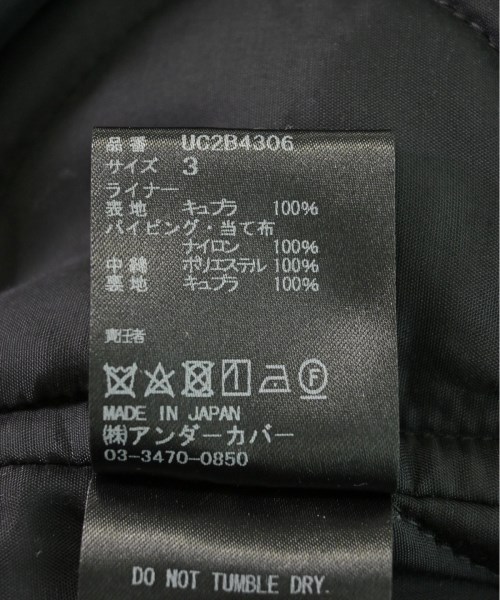 品番 UC2B4306
サイズ 3
ライナー
表地 キュプラ 100%
パイピング・当て布
ナイロン 100%
中綿 ポリエステル 100%
裏地 キュプラ 100%
責任者
F
MADE IN JAPAN
㈱アンダーカバー
03-3470-0850
DO NOT TUMBLE DRY.